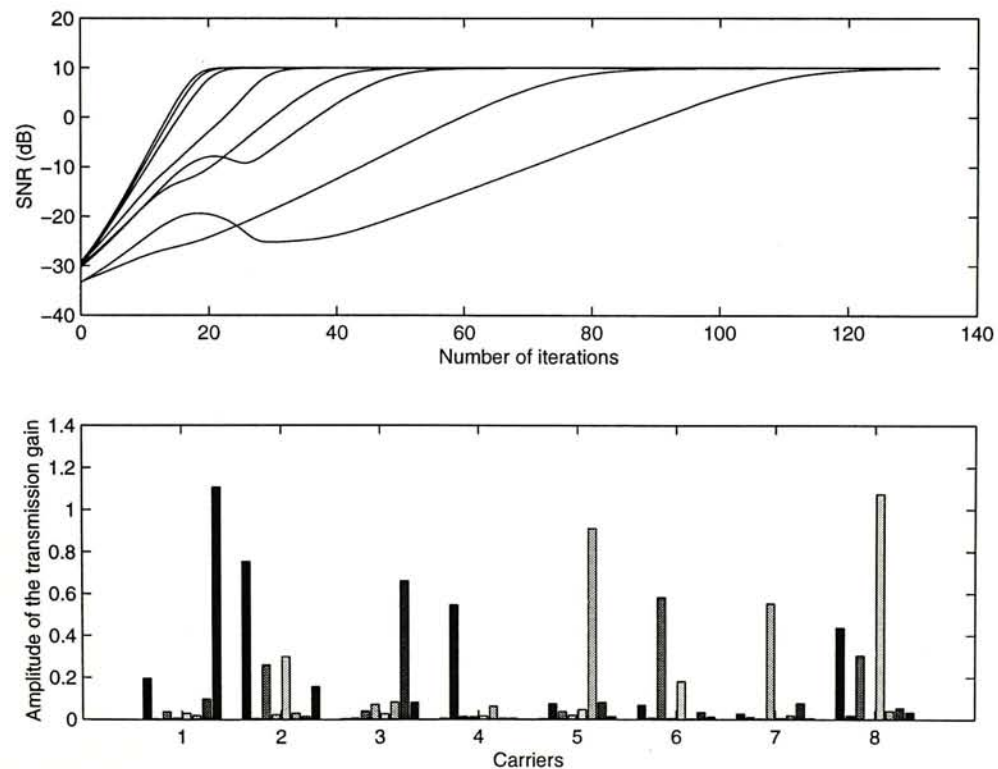 20
10
0
−10
−20
−30
−40
SNR (dB)
0 20 40 60 80 100 120 140
Number of iterations
1.4
1.2
1
0.8
0.6
0.4
0.2
0
Amplitude of the transmission gain
1 2 3 4 5 6 7 8
Carriers